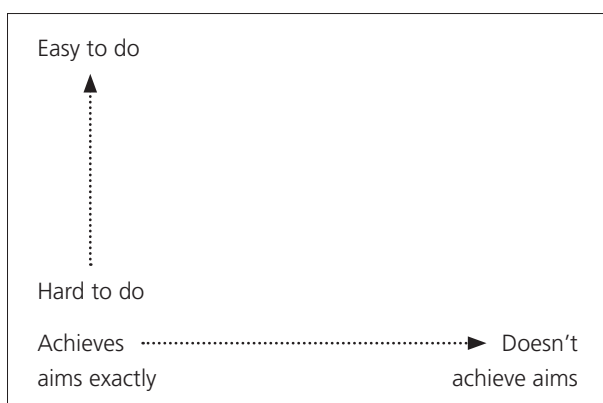 Easy to do
Hard to do
Achieves Doesn't
aims exactly achieve aims